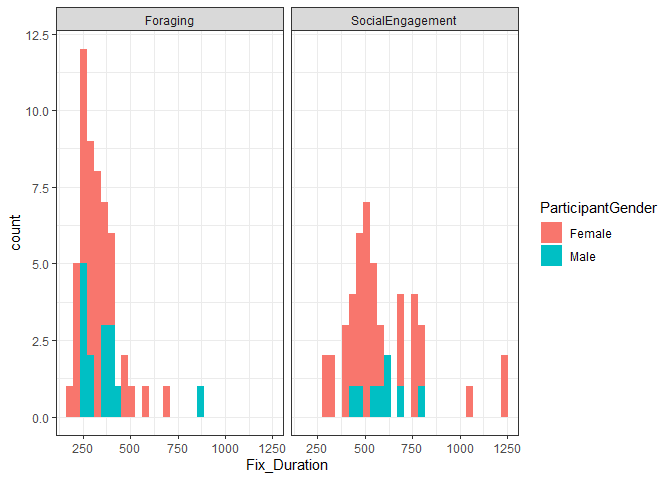 Foraging
SocialEngagement
12.5
10.0
7.5
5.0
2.5
0.0
count
250 500 750 1000 1250
250 500 750 1000 1250
Fix_Duration
ParticipantGender
Female
Male